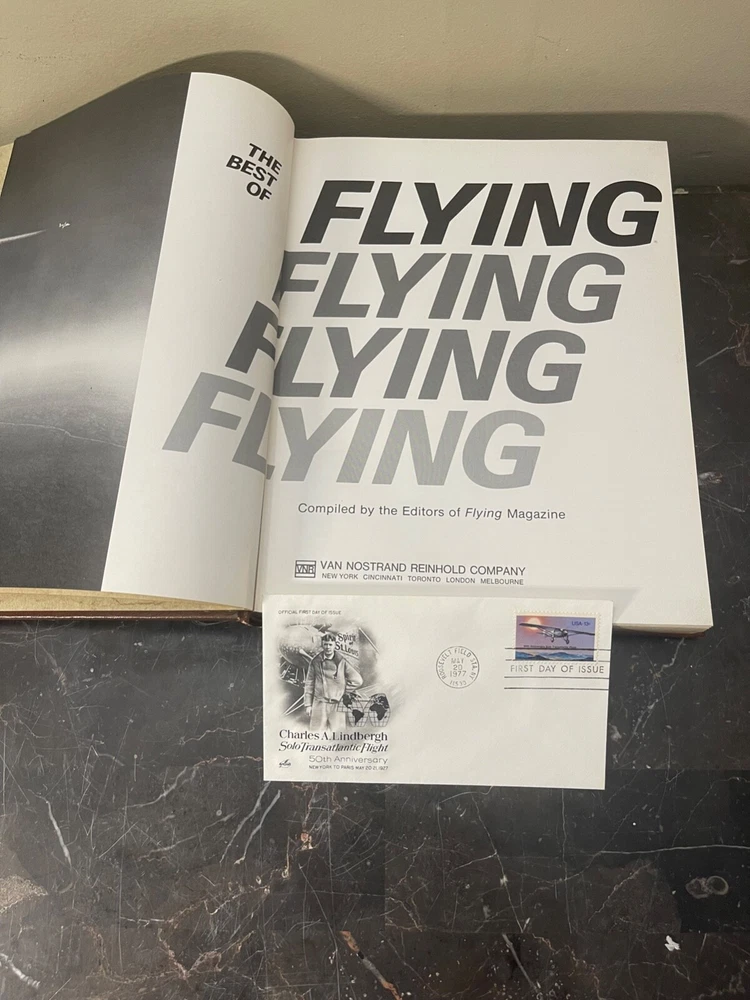 THE
BEST
OF
FLYING
FLYING
FLYING
FLYING
Compiled by the Editors of Flying Magazine
VNR VAN NOSTRAND REINHOLD COMPANY
NEW YORK CINCINNATI TORONTO LONDON MELBOURNE
OFFICIAL FIRST DAY OF ISSUE
Spirit
of
St. Louis
Charles A. Lindbergh
Solo Transatlantic Flight
50th Anniversary
NEW YORK TO PARIS MAY 20-21, 1927
ROOSEVELT FIELD STA. NY
MAY
20
1977
USA 13c
FIRST DAY OF ISSUE